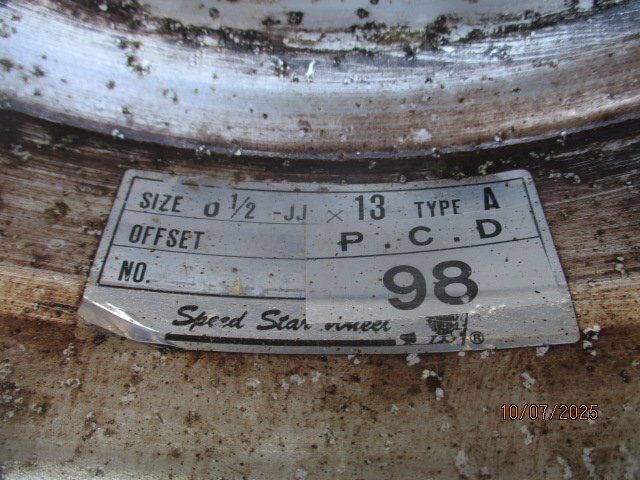 SIZE 6 1/2 -JJ × 13 TYPE A
OFFSET P.C.D
NO. 98
Speed Star Wheel ®
10/07/2025